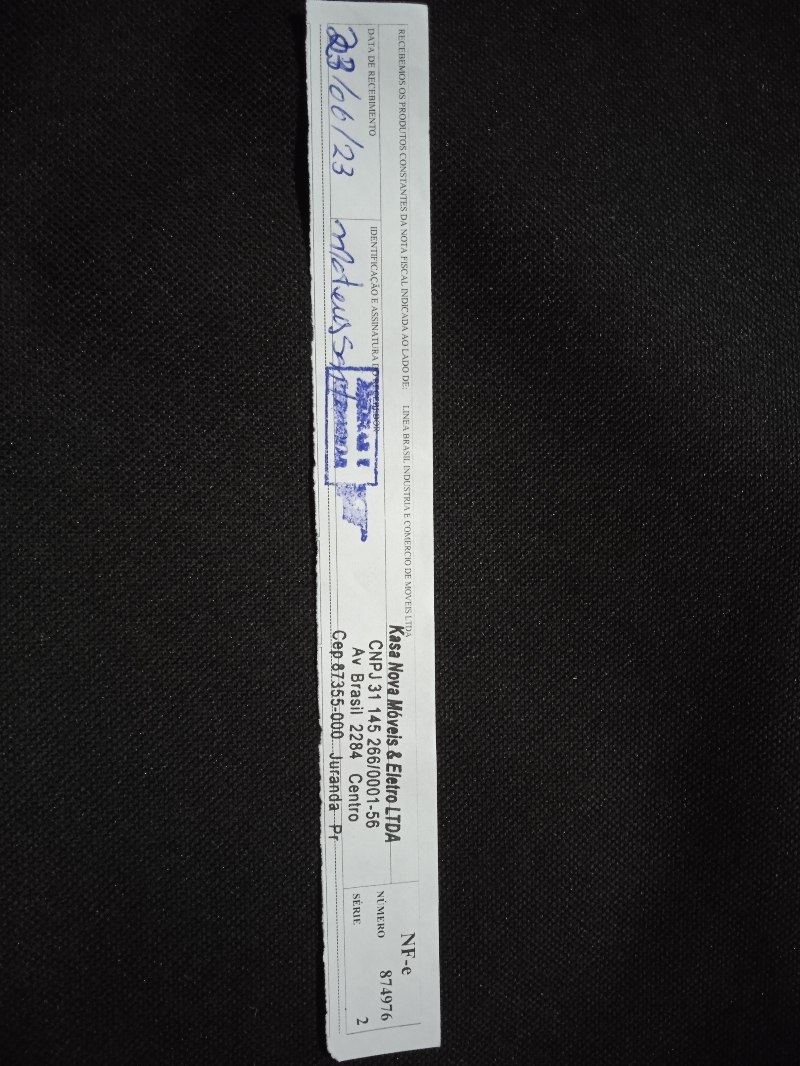 RECEBEMOS OS PRODUTOS CONSTANTES DA NOTA FISCAL INDICADA AO LADO DE: LINEA BRASIL INDUSTRIA E COMERCIO DE MOVEIS LTDA
NF-e
DATA DE RECEBIMENTO
23/06/23
IDENTIFICAÇÃO E ASSINATURA
Mateus
Kasa Nova Móveis & Eletro LTDA
CNPJ 31 145 266/0001-56
Av Brasil 2284 Centro
Cep 87355-000 Juranda Pr
NÚMERO 874976
SÉRIE 2